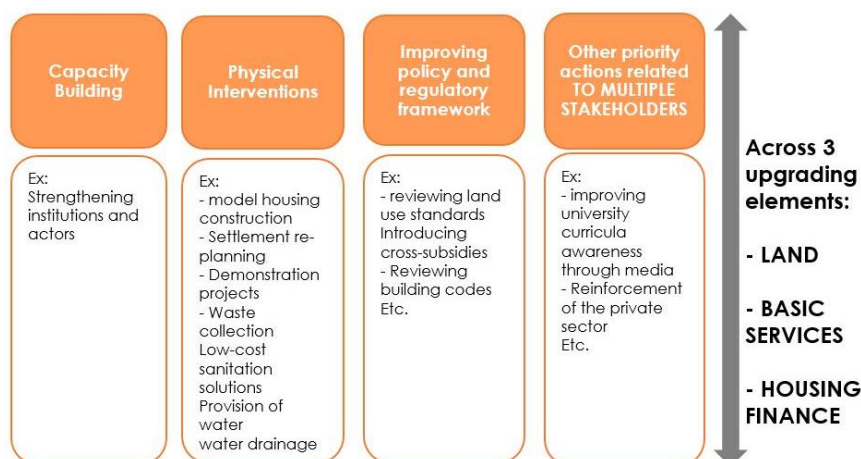 Capacity
Building
Ex:
Strengthening
institutions and
actors
Physical
Interventions
Ex:
- model housing
construction
- Settlement re-
planning
- Demonstration
projects
- Waste
collection
Low-cost
sanitation
solutions
Provision of
water
water drainage
Improving
policy and
regulatory
framework
Ex:
- reviewing land
use standards
Introducing
cross-subsidies
- Reviewing
building codes
Etc.
Other priority
actions related
TO MULTIPLE
STAKEHOLDERS
Ex:
- improving
university
curricula
awareness
through media
- Reinforcement
of the private
sector
Etc.
Across 3
upgrading
elements:
- LAND
- BASIC
SERVICES
- HOUSING
FINANCE